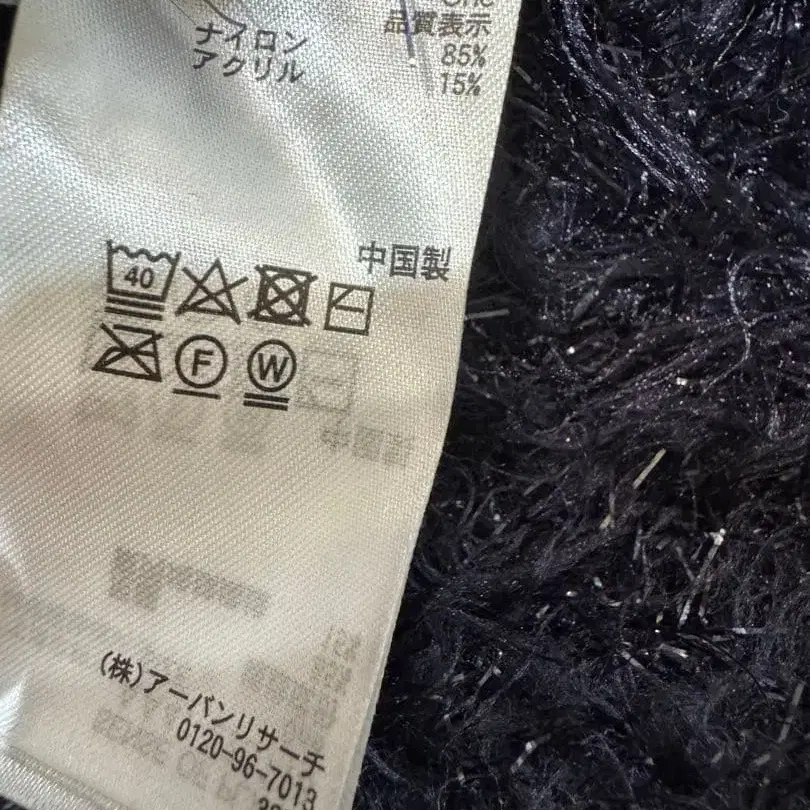 One
品質表示
ナイロン 85%
アクリル 15%
中国製
40
F W
(株)アーバンリサーチ
0120-96-7013